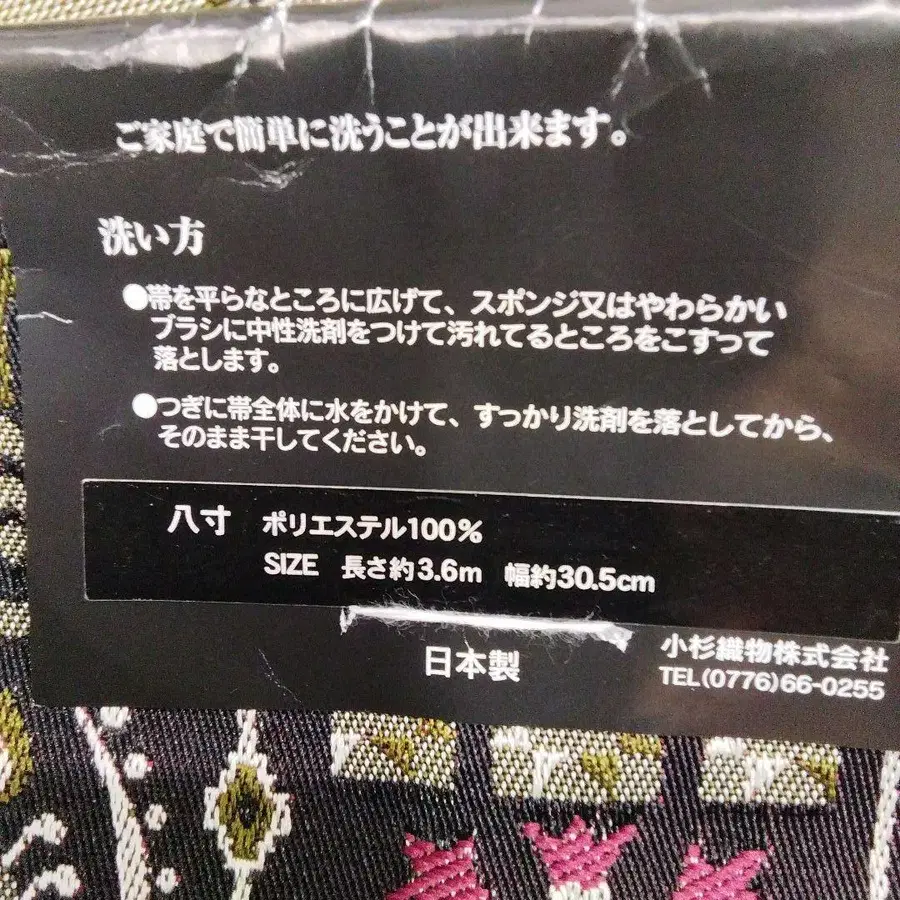 ご家庭で簡単に洗うことが出来ます。
洗い方
●帯を平らなところに広げて、スポンジ又はやわらかい
ブラシに中性洗剤をつけて汚れてるところをこすって
落とします。
●つぎに帯全体に水をかけて、すっかり洗剤を落としてから、
そのまま干してください。
八寸 ポリエステル100%
SIZE 長さ約3.6m 幅約30.5cm
日本製
小杉織物株式会社
TEL(0776)66-0255